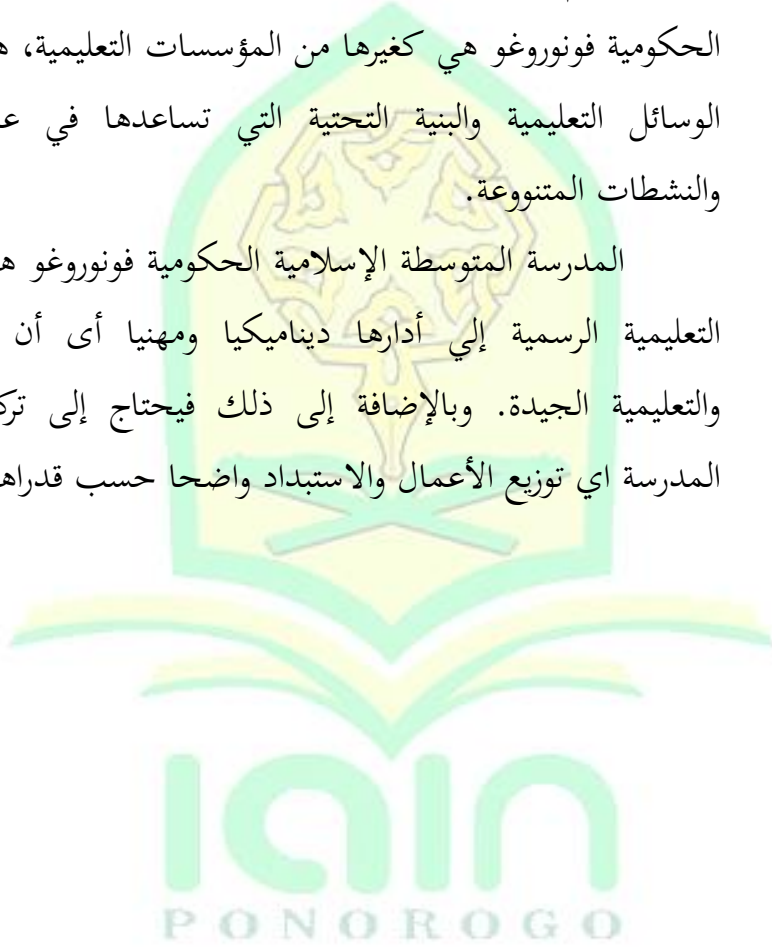 الحكومية فونوروغو هي كغيرها من المؤسسات التعليمية،
الوسائل التعليمية والبنية التحتية التي تساعدها في
والنشطات المتنووعة.
المدرسة المتوسطة الإسلامية الحكومية فونوروغو
التعليمية الرسمية إلي أدارها ديناميكيا ومهنيا أى أن
والتعليمية الجيدة. وبالإضافة إلى ذلك فيحتاج إلى
المدرسة اي توزيع الأعمال والاستبداد واضحا حسب
iain
PONOROGO